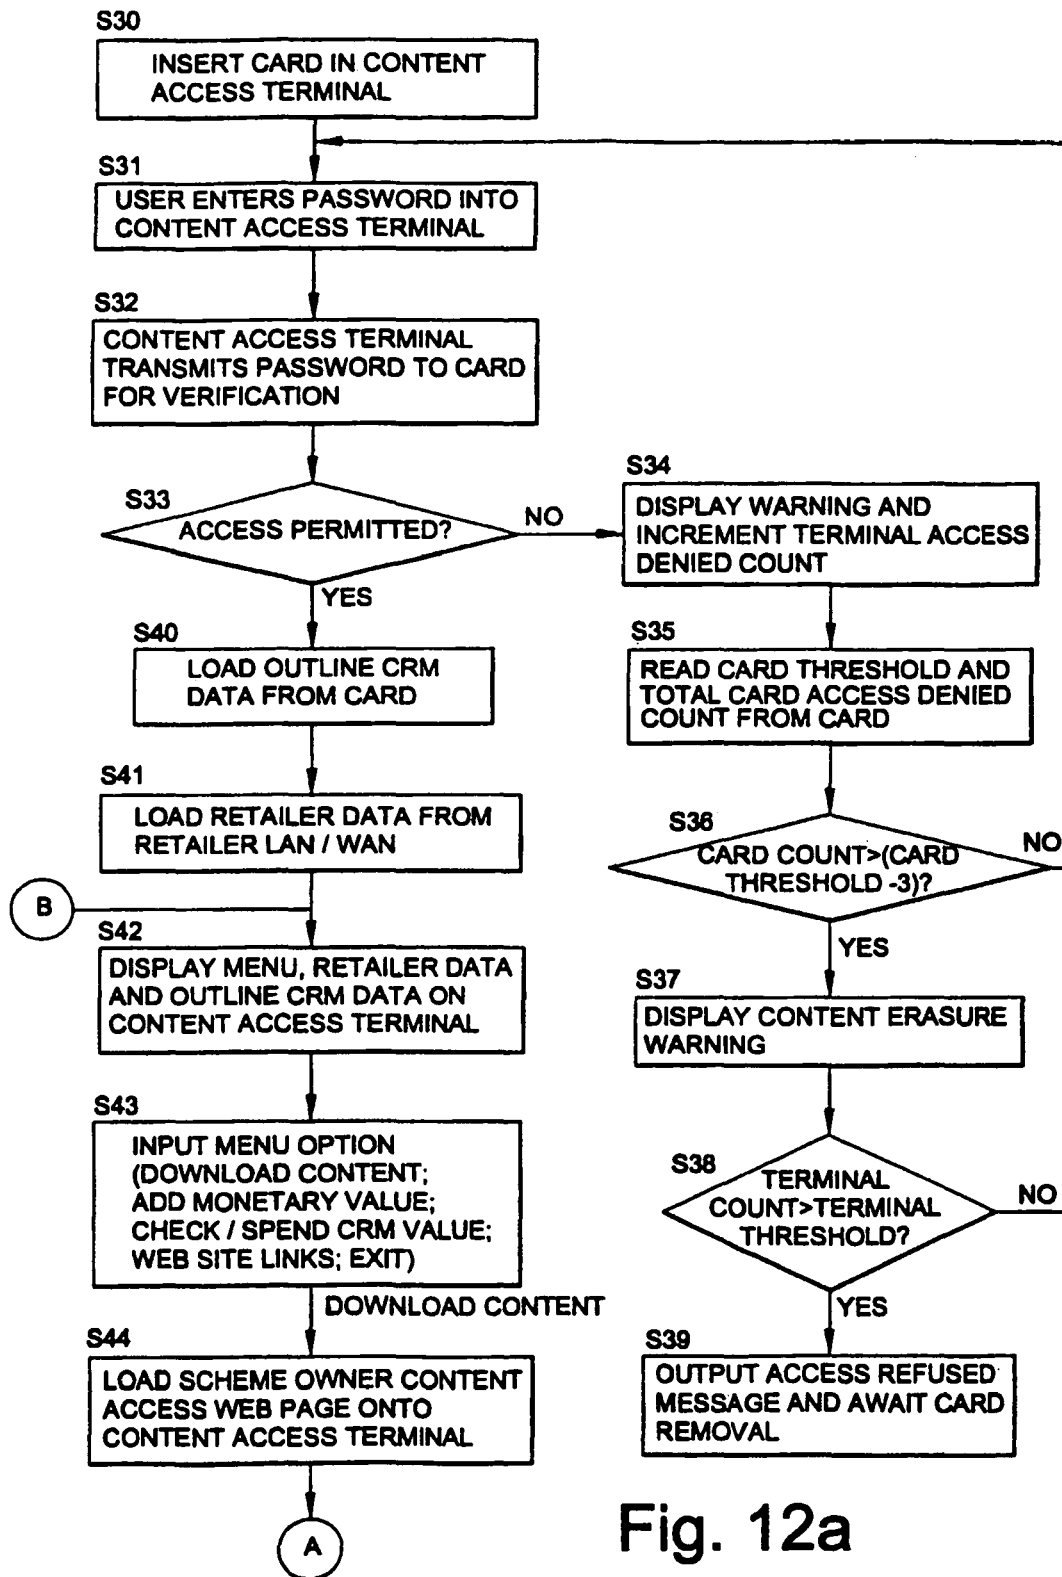 S30
INSERT CARD IN CONTENT
ACCESS TERMINAL
S31
USER ENTERS PASSWORD INTO
CONTENT ACCESS TERMINAL
S32
CONTENT ACCESS TERMINAL
TRANSMITS PASSWORD TO CARD
FOR VERIFICATION
S33
ACCESS PERMITTED?
NO
YES
S34
DISPLAY WARNING AND
INCREMENT TERMINAL ACCESS
DENIED COUNT
S35
READ CARD THRESHOLD AND
TOTAL CARD ACCESS DENIED
COUNT FROM CARD
S36
CARD COUNT>(CARD
THRESHOLD -3)?
NO
YES
S37
DISPLAY CONTENT ERASURE
WARNING
S38
TERMINAL
COUNT>TERMINAL
THRESHOLD?
NO
YES
S39
OUTPUT ACCESS REFUSED
MESSAGE AND AWAIT CARD
REMOVAL
S40
LOAD OUTLINE CRM
DATA FROM CARD
S41
LOAD RETAILER DATA FROM
RETAILER LAN / WAN
B
S42
DISPLAY MENU, RETAILER DATA
AND OUTLINE CRM DATA ON
CONTENT ACCESS TERMINAL
S43
INPUT MENU OPTION
(DOWNLOAD CONTENT;
ADD MONETARY VALUE;
CHECK / SPEND CRM VALUE;
WEB SITE LINKS; EXIT)
DOWNLOAD CONTENT
S44
LOAD SCHEME OWNER CONTENT
ACCESS WEB PAGE ONTO
CONTENT ACCESS TERMINAL
A
Fig. 12a